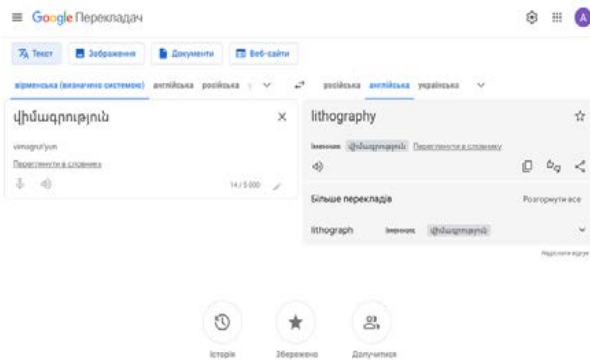 Google Перекладач
A
Текст Зображення Документи Веб-сайти
вірменська (визначено системою) англійська російська російська англійська українська
վիմագրություն
lithography
vimagrut'yun
Іменник վիմագրություն Переглянути в словнику
Переглянути в словнику
14 / 5 000
Більше перекладів Розгорнути все
lithograph Іменник վիմագրություն
Надіслати відгук
Історія Збережено Долучитися